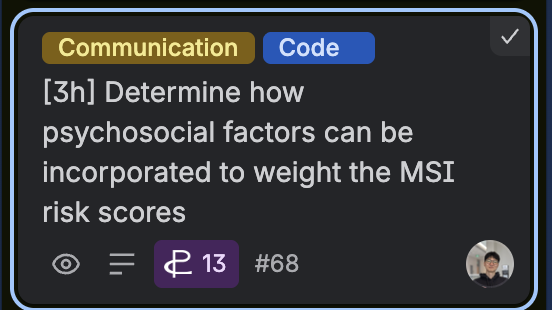 Communication Code
[3h] Determine how
psychosocial factors can be
incorporated to weight the MSI
risk scores
13 #68